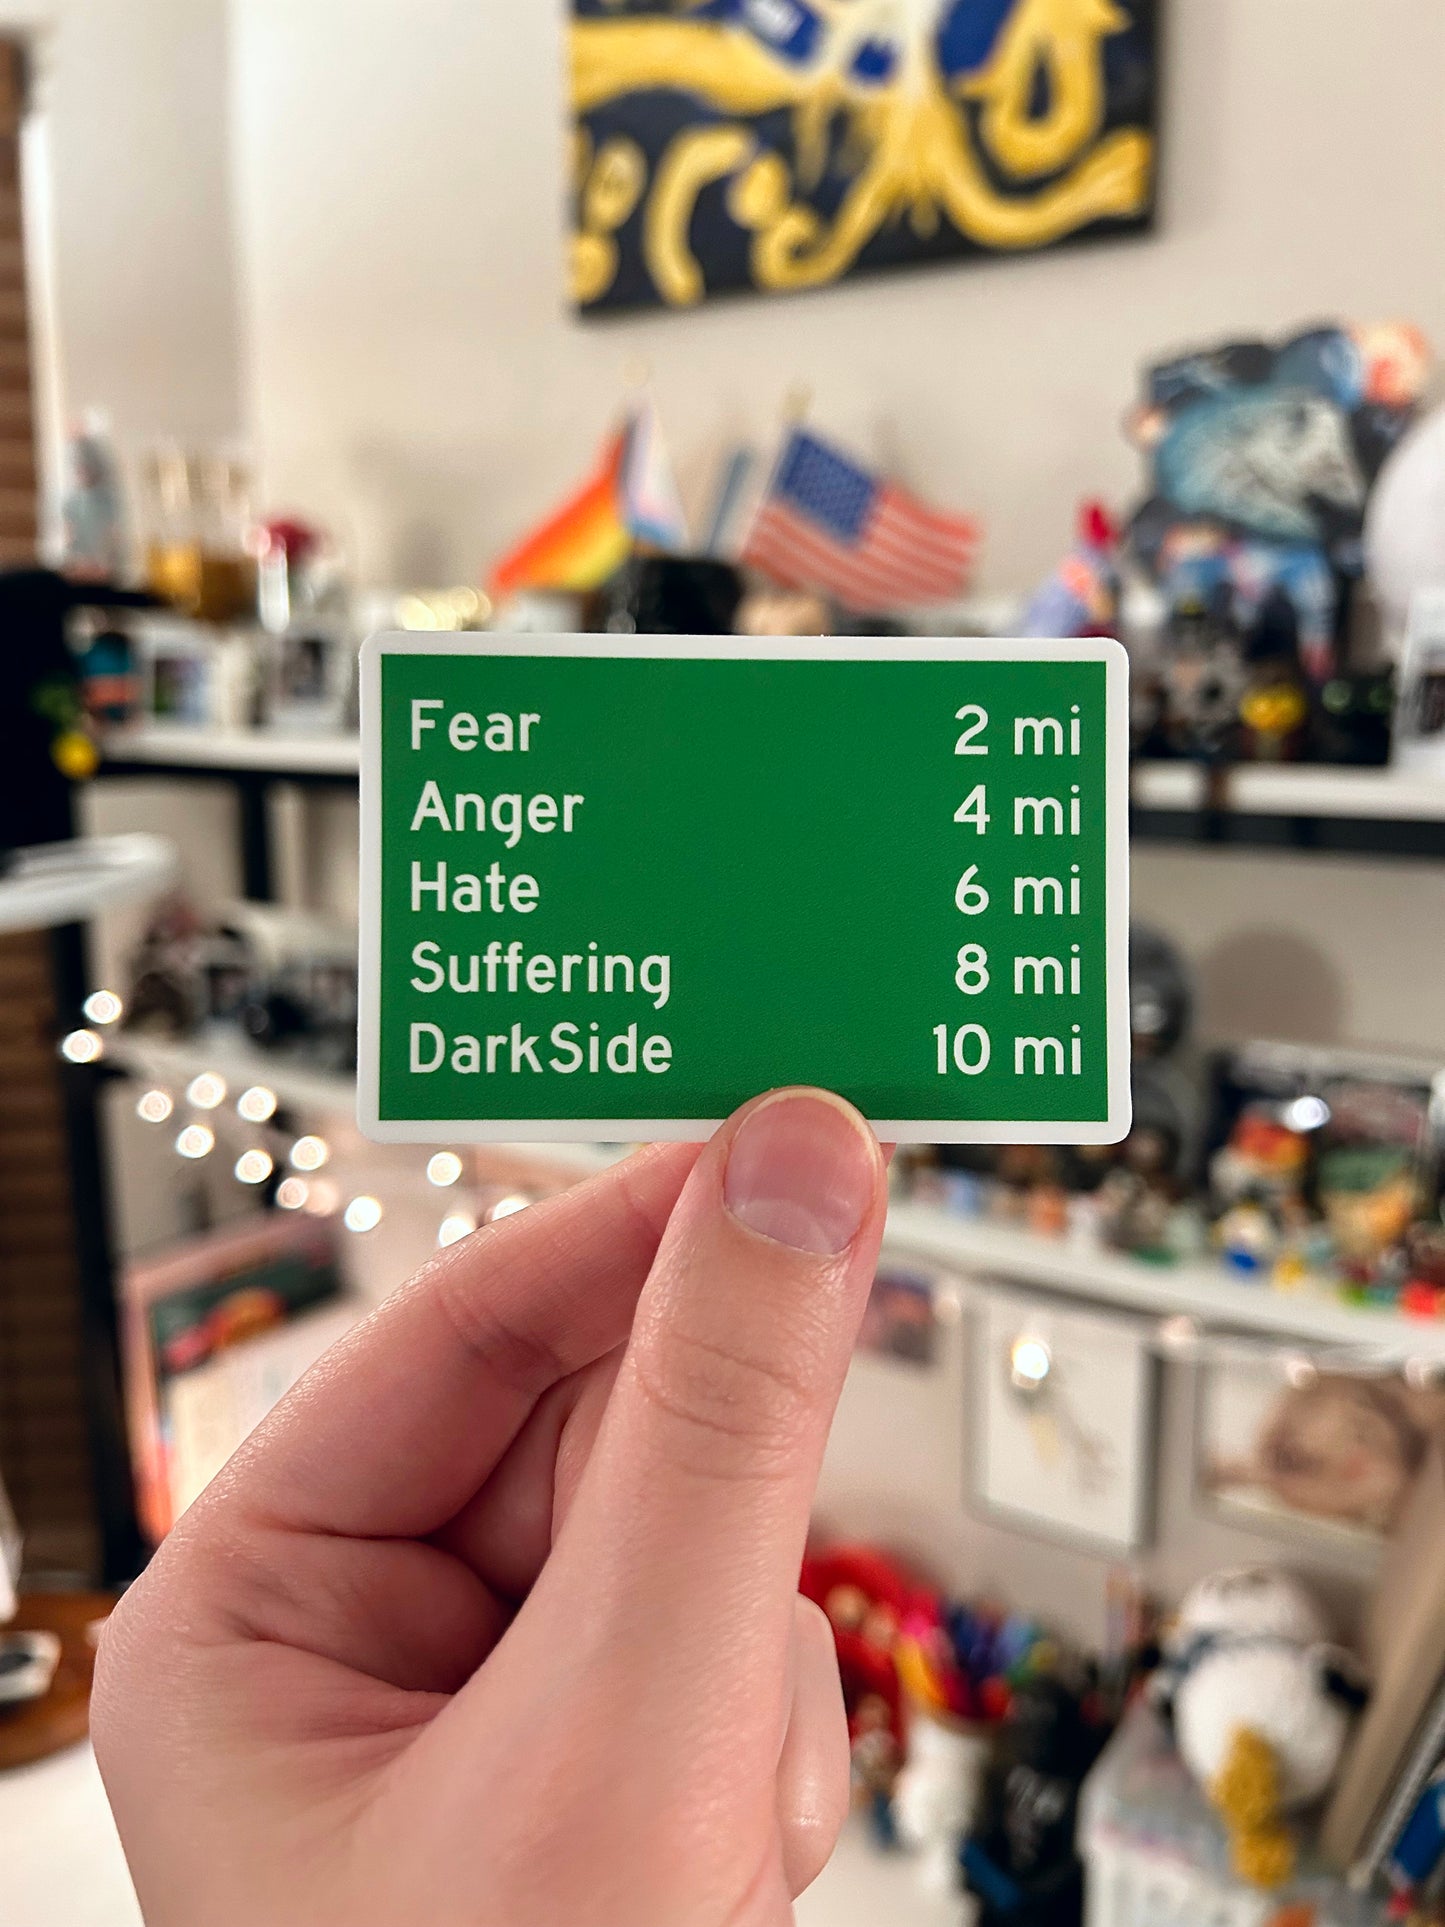 Fear 2 mi
Anger 4 mi
Hate 6 mi
Suffering 8 mi
DarkSide 10 mi